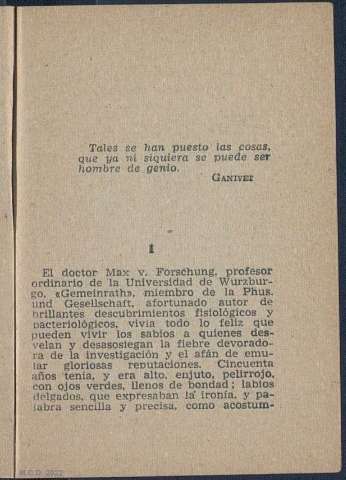 Tales se han puesto las cosas,
que ya ni siquiera se puede ser
hombre de genio.
GANIVET
I
El doctor Max v. Forschung, profesor
ordinario de la Universidad de Wurzbur-
go, «Gemeinrath», miembro de la Phus.
und Gesellschaft, afortunado autor de
brillantes descubrimientos fisiológicos y
bacteriológicos, vivía todo lo feliz que
pueden vivir los sabios a quienes des-
velan y desasosiegan la fiebre devorado-
ra de la investigación y el afán de emu-
lar gloriosas reputaciones. Cincuenta
años tenía, y era alto, enjuto, pelirrojo,
con ojos verdes, llenos de bondad; labios
delgados, que expresaban la ironía, y pa-
labra sencilla y precisa, como acostum-
M.C.D. 2022